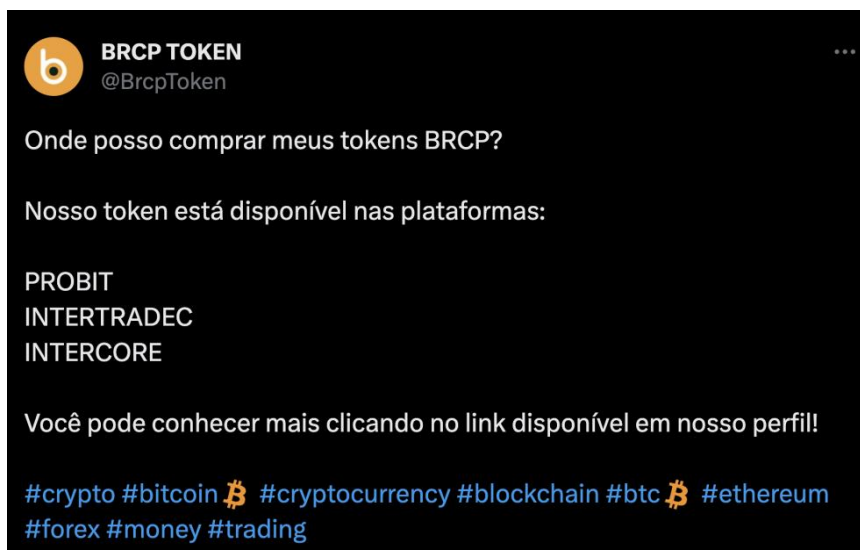 BRCP TOKEN
@BrcpToken
Onde posso comprar meus tokens BRCP?
Nosso token está disponível nas plataformas:
PROBIT
INTERTRADEC
INTERCORE
Você pode conhecer mais clicando no link disponível em nosso perfil!
#crypto #bitcoin #cryptocurrency #blockchain #btc #ethereum
#forex #money #trading